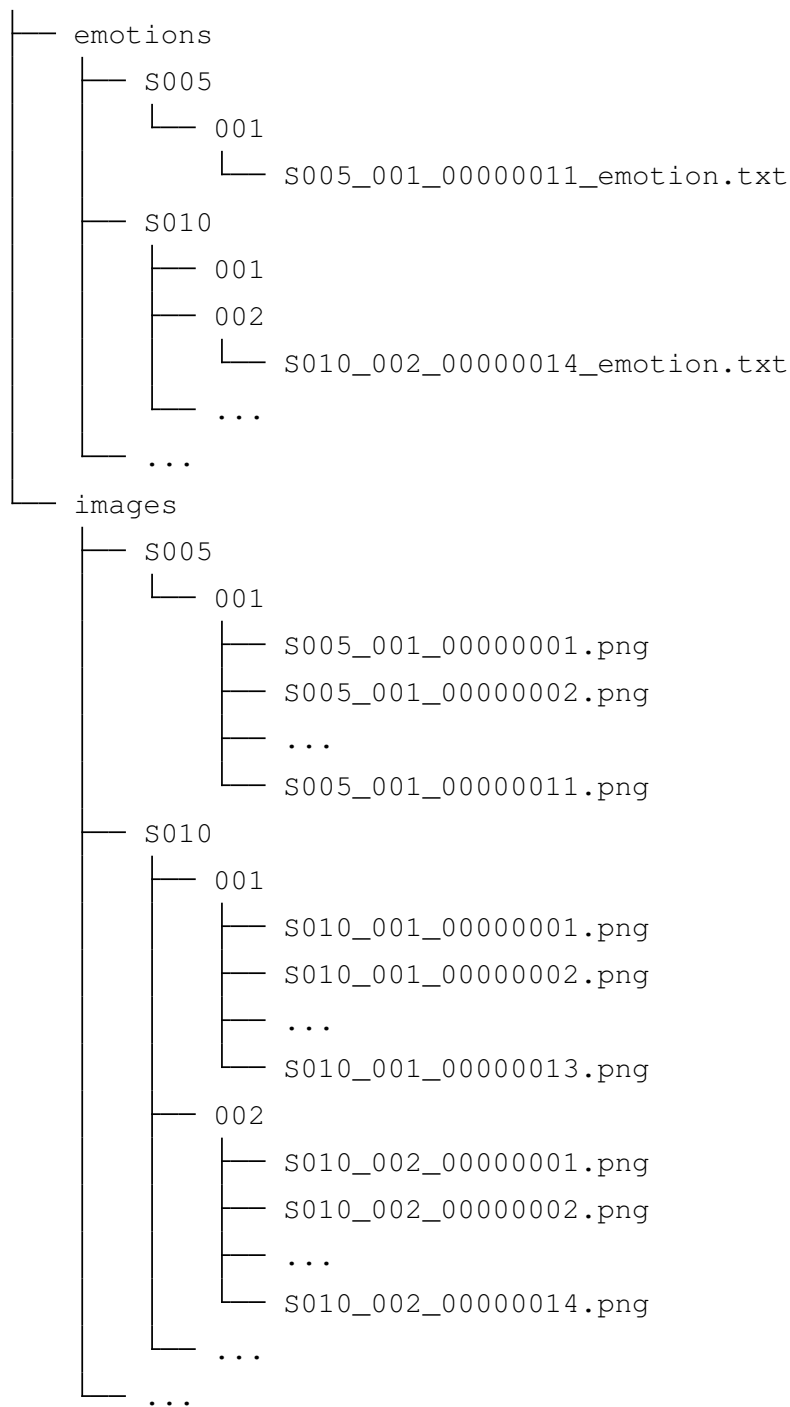 emotions
S005
001
S005_001_00000011_emotion.txt
S010
001
002
S010_002_00000014_emotion.txt
...
...
images
S005
001
S005_001_00000001.png
S005_001_00000002.png
...
S005_001_00000011.png
S010
001
S010_001_00000001.png
S010_001_00000002.png
...
S010_001_00000013.png
002
S010_002_00000001.png
S010_002_00000002.png
...
S010_002_00000014.png
...
...